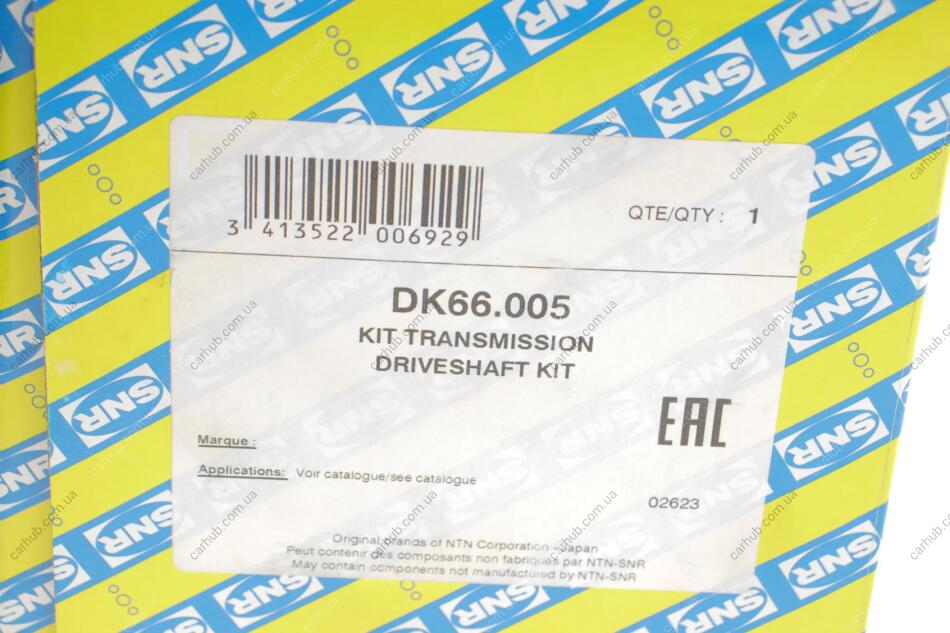 SNR
3 413522 006929
QTE/QTY : 1
DK66.005
KIT TRANSMISSION
DRIVESHAFT KIT
EAC
Marque :
Applications: Voir catalogue/see catalogue
02623
Original brands of NTN Corporation - Japan
Peut contenir des composants non fabriqués par NTN-SNR
May contain components not manufactured by NTN-SNR
carhub.com.ua